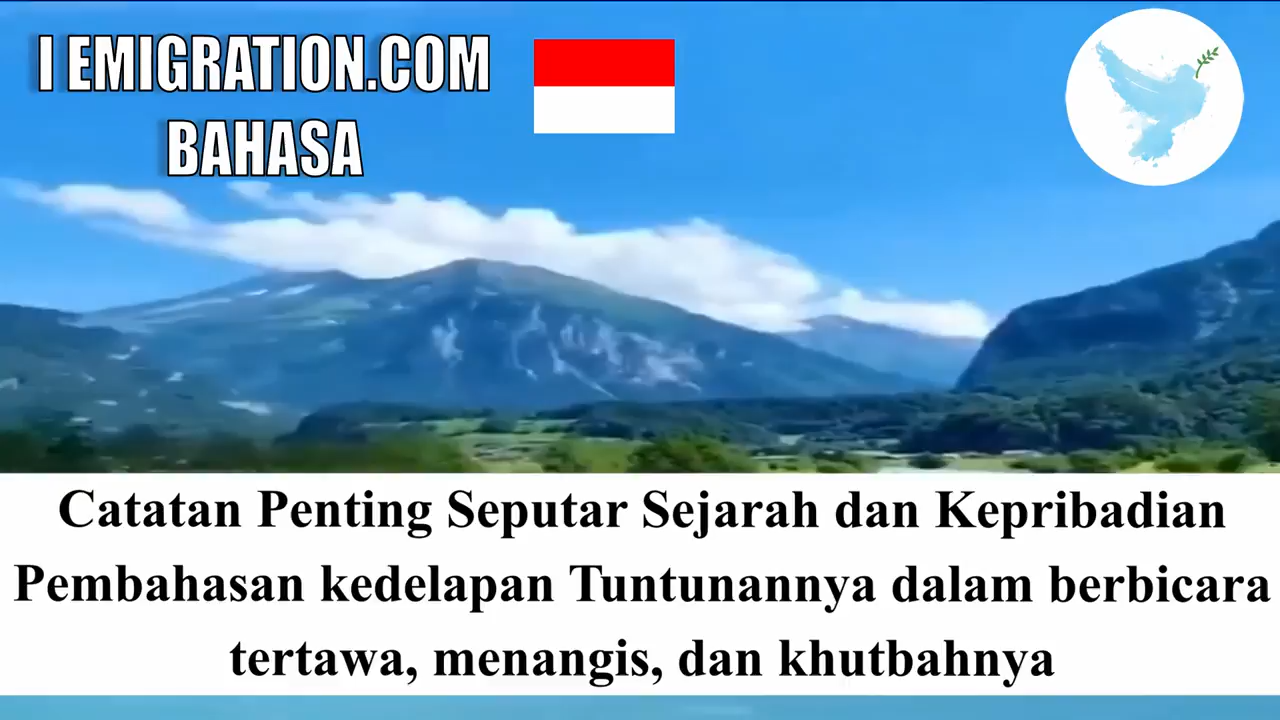 I EMIGRATION.COM
BAHASA
Catatan Penting Seputar Sejarah dan Kepribadian
Pembahasan kedelapan Tuntunannya dalam berbicara
tertawa, menangis, dan khutbahnya